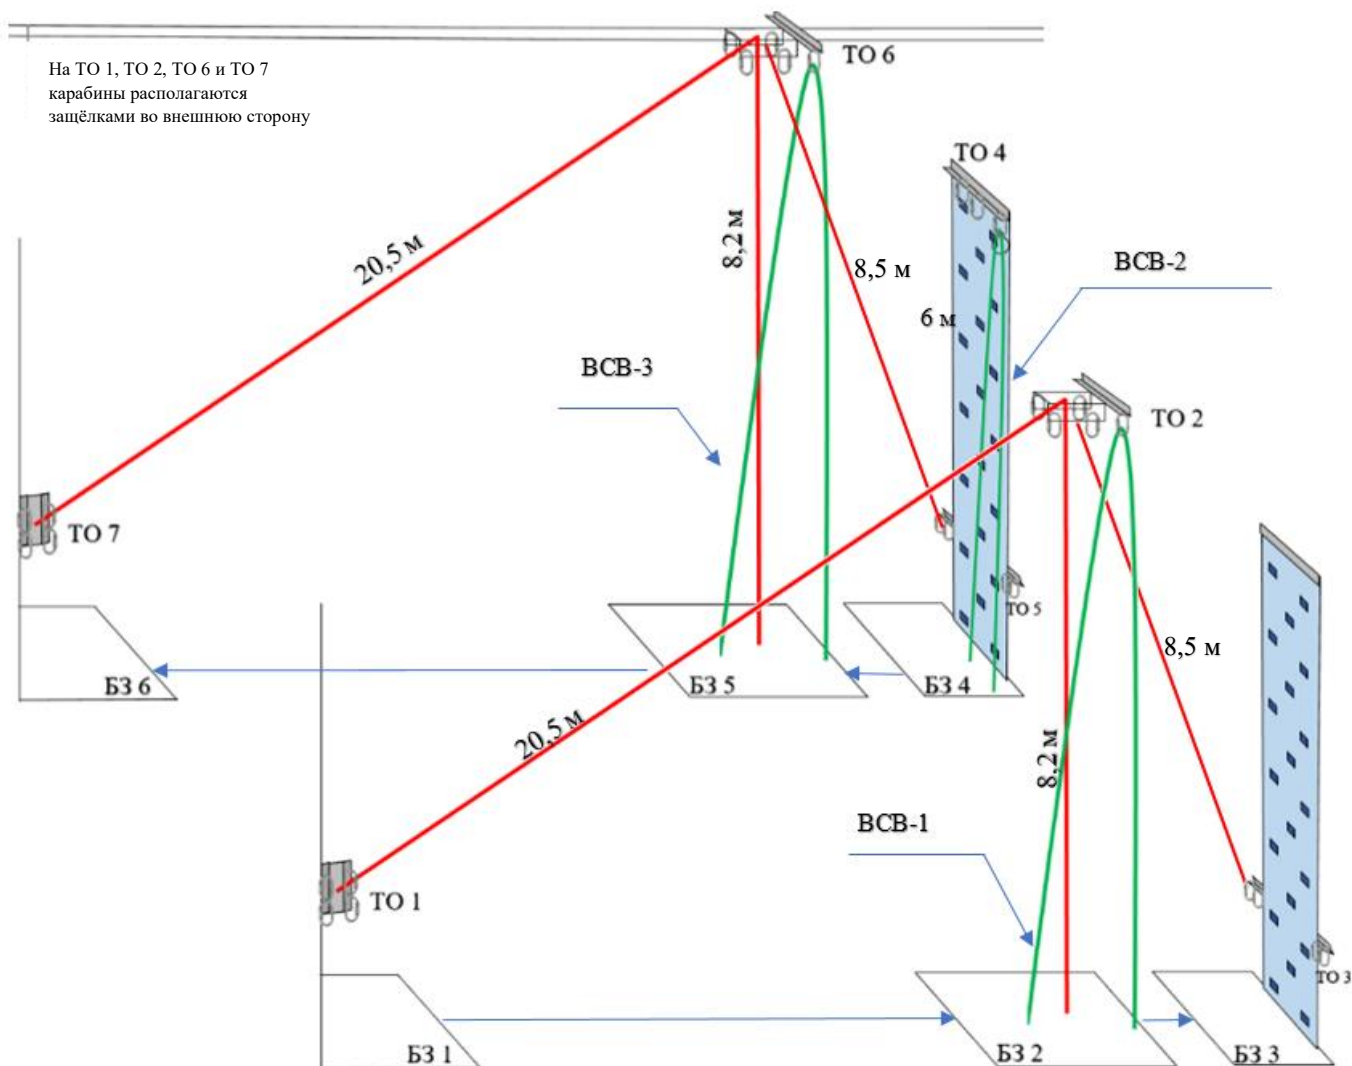 ТО 6
На ТО 1, ТО 2, ТО 6 и ТО 7
карабины располагаются
защёлками во внешнюю сторону
ТО 4
20,5 м
8,2 м
8,5 м
ВСВ-2
6 м
ВСВ-3
ТО 2
ТО 7
ТО 5
БЗ 6
БЗ 5
БЗ 4
8,5 м
20,5 м
8,2 м
ВСВ-1
ТО 1
ТО 3
БЗ 1
БЗ 2
БЗ 3